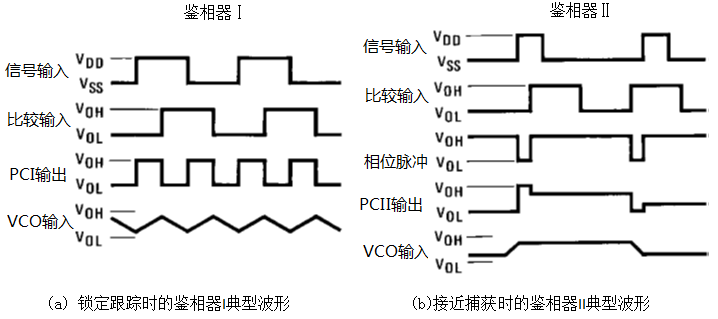 鉴相器Ⅰ
信号输入 VDD
VSS
比较输入 VOH
VOL
PCI输出 VOH
VOL
VCO输入 VOH
VOL
(a) 锁定跟踪时的鉴相器I典型波形
鉴相器Ⅱ
信号输入 VDD
VSS
比较输入 VOH
VOL
VOH
相位脉冲 VOL
PCII输出 VOH
VOL
VCO输入 VOH
VOL
(b)接近捕获时的鉴相器II典型波形